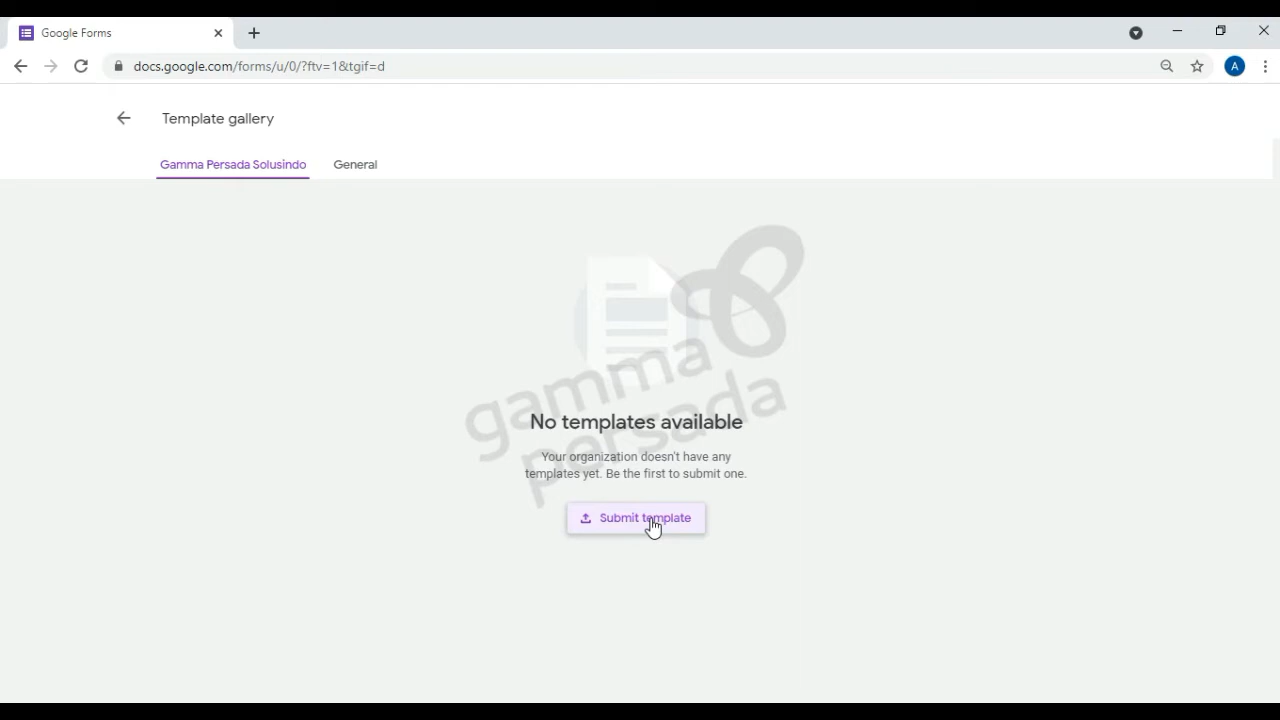 Google Forms
docs.google.com/forms/u/0/?ftv=1&tgif=d
A
Template gallery
Gamma Persada Solusindo
General
gamma
persada
No templates available
Your organization doesn't have any
templates yet. Be the first to submit one.
Submit template